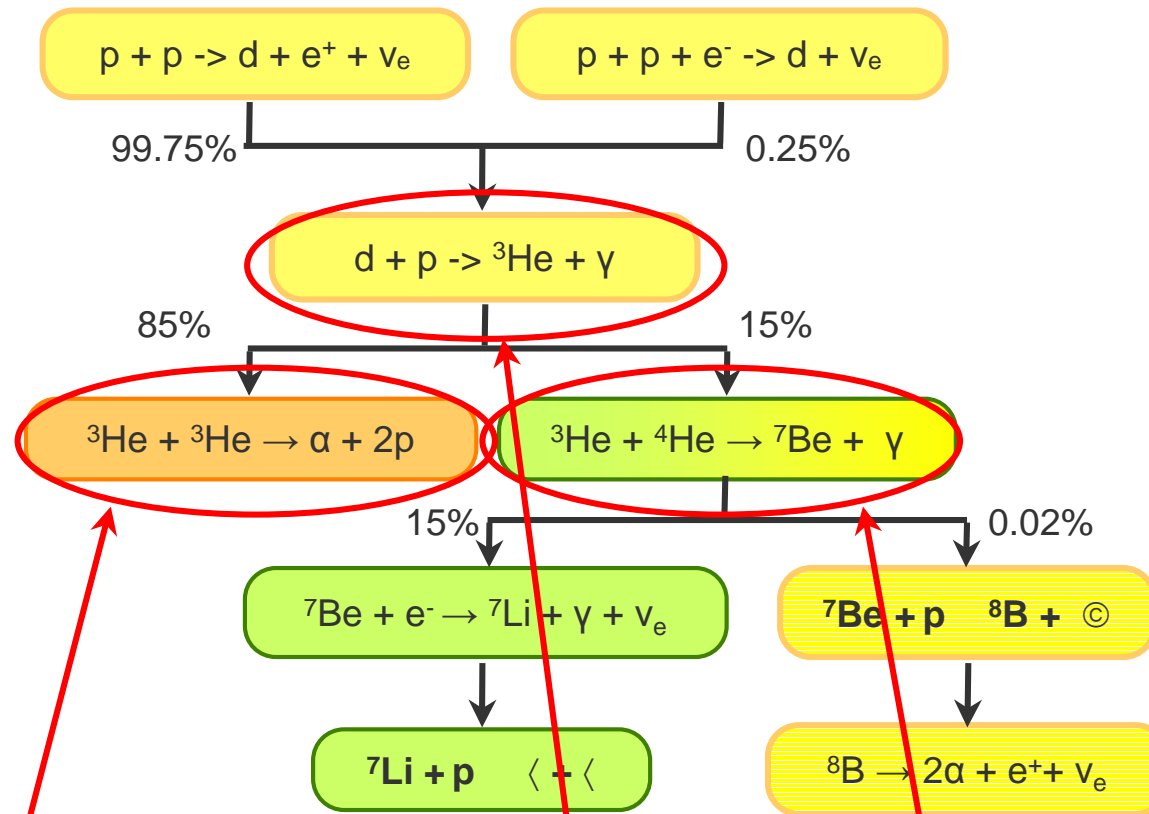 p + p -> d + e⁺ + νₑ
p + p + e⁻ -> d + νₑ
99.75%
0.25%
d + p -> ³He + γ
85%
15%
³He + ³He → α + 2p
³He + ⁴He → ⁷Be + γ
15%
0.02%
⁷Be + e⁻ → ⁷Li + γ + νₑ
⁷Be + p ⁸B + ©
⁷Li + p 〈 + 〈
⁸B → 2α + e⁺ + νₑ